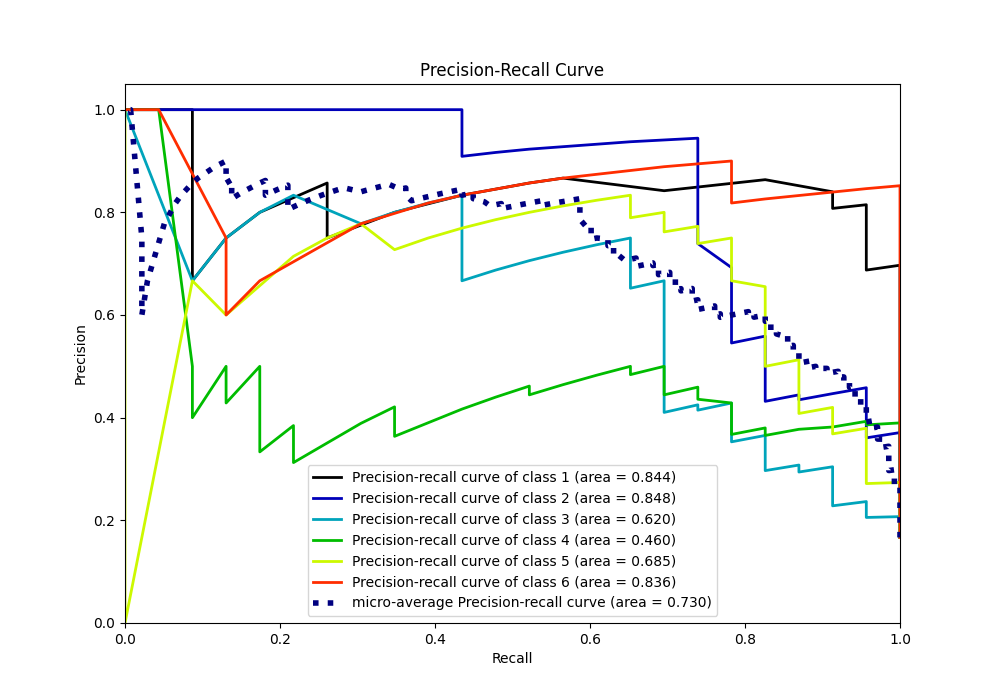 Precision-Recall Curve
Precision
1.0
0.8
0.6
0.4
0.2
0.0
Precision-recall curve of class 1 (area = 0.844)
Precision-recall curve of class 2 (area = 0.848)
Precision-recall curve of class 3 (area = 0.620)
Precision-recall curve of class 4 (area = 0.460)
Precision-recall curve of class 5 (area = 0.685)
Precision-recall curve of class 6 (area = 0.836)
micro-average Precision-recall curve (area = 0.730)
0.0 0.2 0.4 0.6 0.8 1.0
Recall